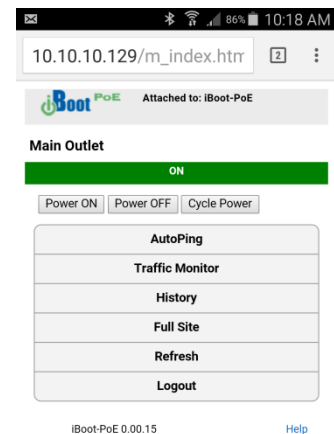 86% 10:18 AM
10.10.10.129/m_index.htm 2
iBoot PoE Attached to: iBoot-PoE
Main Outlet
ON
Power ON Power OFF Cycle Power
AutoPing
Traffic Monitor
History
Full Site
Refresh
Logout
iBoot-PoE 0.00.15 Help